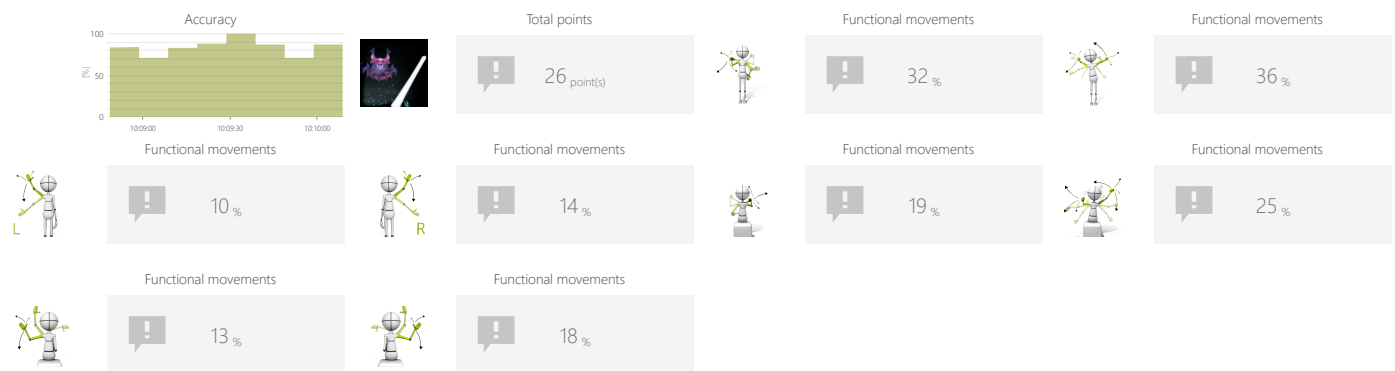 Accuracy
100
[%]
50
0
10:09:00
10:09:30
10:10:00
Total points
26 point(s)
Functional movements
32 %
Functional movements
36 %
Functional movements
L
10 %
Functional movements
R
14 %
Functional movements
19 %
Functional movements
25 %
Functional movements
13 %
Functional movements
18 %